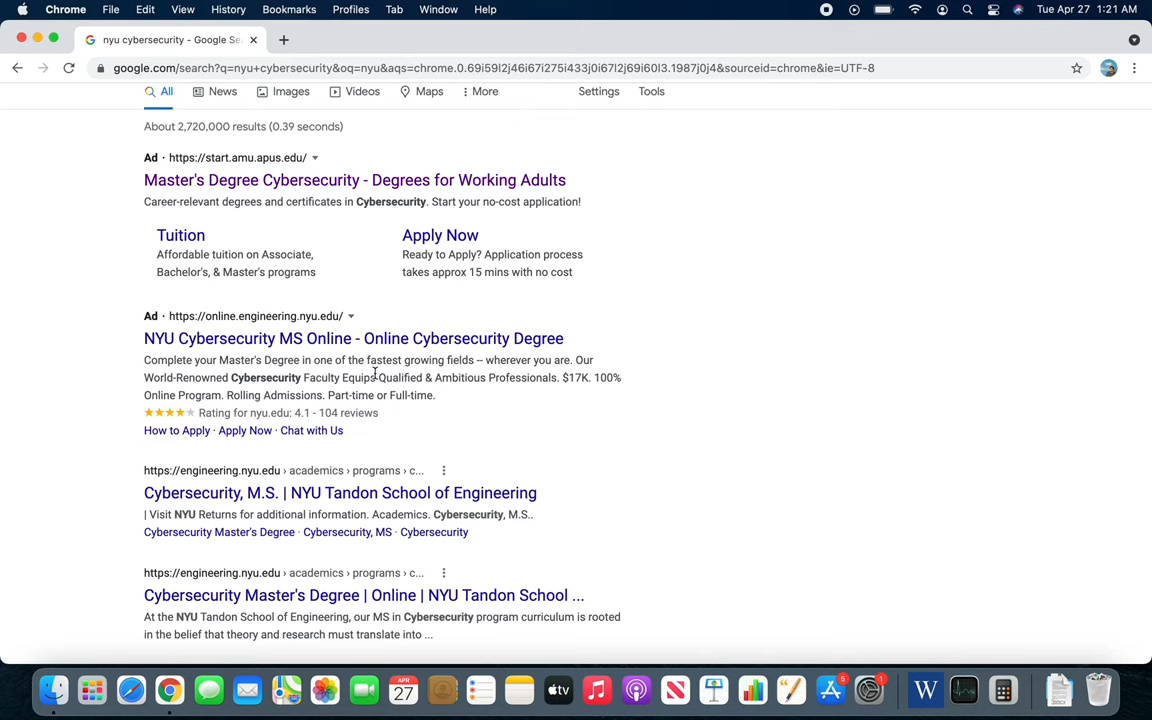 Chrome File Edit View History Bookmarks Profiles Tab Window Help Tue Apr 27 1:21 AM
nyu cybersecurity - Google Se
google.com/search?q=nyu+cybersecurity&oq=nyu&aqs=chrome.0.69i59l2j46i67i275i433j0i67l2j69i60l3.1987j0j4&sourceid=chrome&ie=UTF-8
All News Images Videos Maps More Settings Tools
About 2,720,000 results (0.39 seconds)
Ad · https://start.amu.apus.edu/
Master's Degree Cybersecurity - Degrees for Working Adults
Career-relevant degrees and certificates in Cybersecurity. Start your no-cost application!
Tuition Apply Now
Affordable tuition on Associate, Ready to Apply? Application process
Bachelor's, & Master's programs takes approx 15 mins with no cost
Ad · https://online.engineering.nyu.edu/
NYU Cybersecurity MS Online - Online Cybersecurity Degree
Complete your Master's Degree in one of the fastest growing fields -- wherever you are. Our
World-Renowned Cybersecurity Faculty Equips Qualified & Ambitious Professionals. $17K. 100%
Online Program. Rolling Admissions. Part-time or Full-time.
Rating for nyu.edu: 4.1 - 104 reviews
How to Apply · Apply Now · Chat with Us
https://engineering.nyu.edu › academics › programs › c...
Cybersecurity, M.S. | NYU Tandon School of Engineering
| Visit NYU Returns for additional information. Academics. Cybersecurity, M.S..
Cybersecurity Master's Degree · Cybersecurity, MS · Cybersecurity
https://engineering.nyu.edu › academics › programs › c...
Cybersecurity Master's Degree | Online | NYU Tandon School ...
At the NYU Tandon School of Engineering, our MS in Cybersecurity program curriculum is rooted
in the belief that theory and research must translate into ...
APR
27
tv
5
1
W